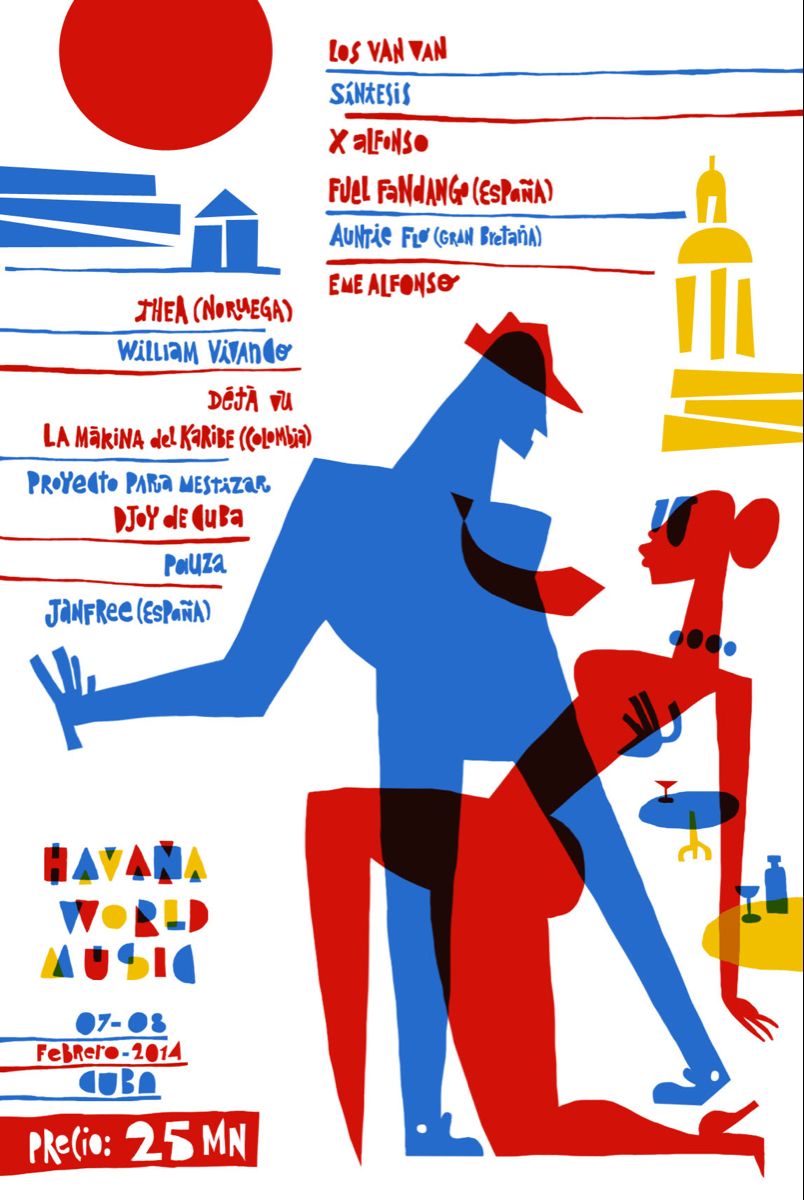 LOS VAN VAN
SÍNTESIS
X ALFONSO
FUEL FANDANGO (ESPAÑA)
AUNTIE FLO (GRAN BRETAÑA)
EME ALFONSO
THEA (NORUEGA)
WILLIAM VIVANCO
DÉJÀ VU
LA MÁKINA del KARIBE (COLOMBIA)
PROYECTO PARA MESTIZAR
DJOY de CUBA
PAUZA
JANFREE (ESPAÑA)
HAVANA
WORLD
MUSIC
07-08
FEBRERO-2014
CUBA
PRECIO: 25 MN